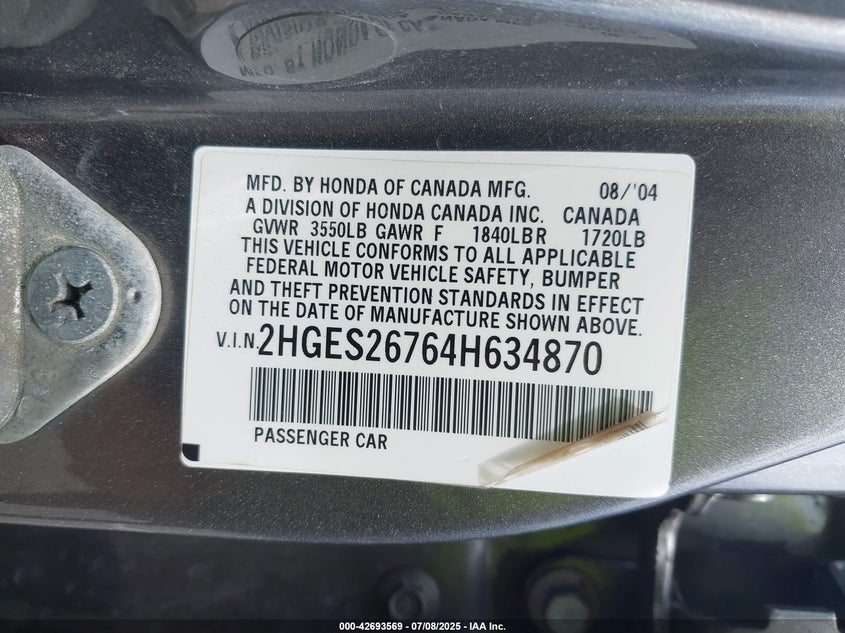 MFD. BY HONDA OF CANADA MFG. 08/'04
A DIVISION OF HONDA CANADA INC. CANADA
GVWR 3550LB GAWR F 1840LBR 1720LB
THIS VEHICLE CONFORMS TO ALL APPLICABLE
FEDERAL MOTOR VEHICLE SAFETY, BUMPER
AND THEFT PREVENTION STANDARDS IN EFFECT
ON THE DATE OF MANUFACTURE SHOWN ABOVE.
V.I.N. 2HGES26764H634870
PASSENGER CAR
000-42693569 - 07/08/2025 - IAA Inc.